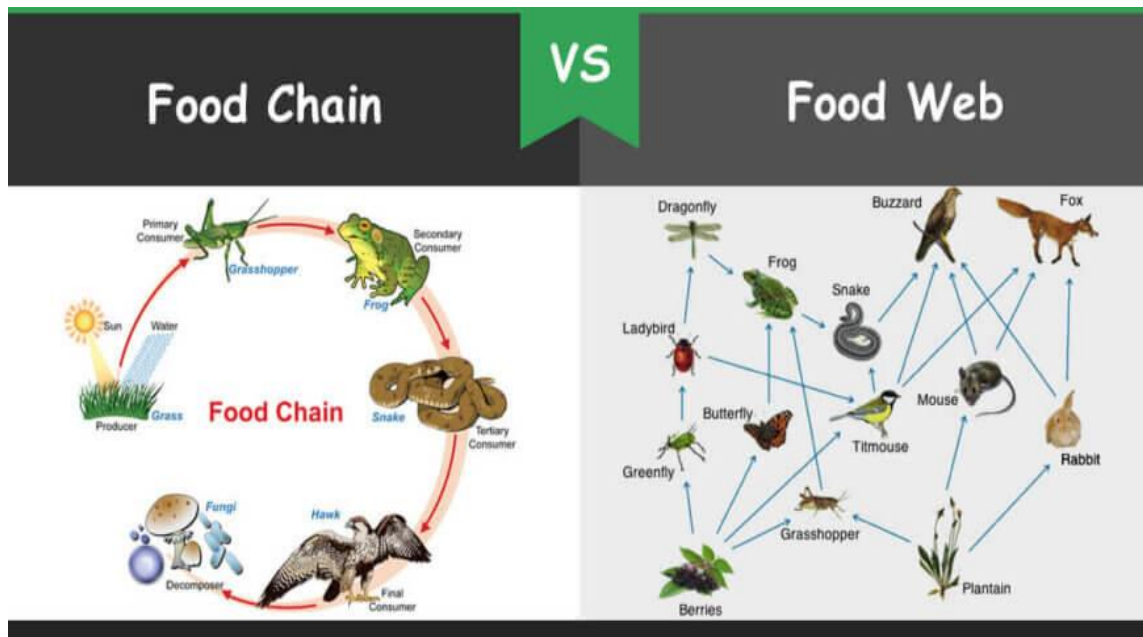 Food Chain
VS
Food Web
Primary
Consumer
Grasshopper
Secondary
Consumer
Frog
Sun
Water
Grass
Producer
Food Chain
Snake
Tertiary
Consumer
Fungi
Hawk
Decomposer
Final
Consumer
Dragonfly
Buzzard
Fox
Frog
Snake
Ladybird
Butterfly
Mouse
Titmouse
Rabbit
Greenfly
Grasshopper
Berries
Plantain